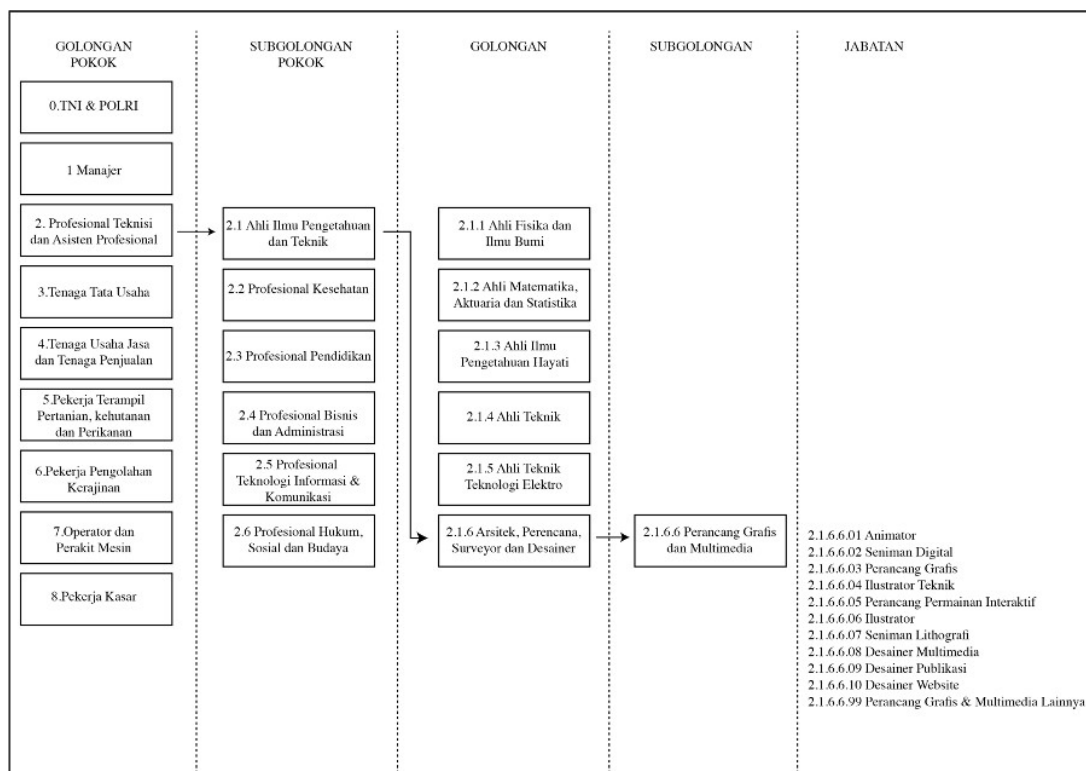 GOLONGAN
POKOK
0.TNI & POLRI
1 Manajer
2. Profesional Teknisi
dan Asisten Profesional
3.Tenaga Tata Usaha
4.Tenaga Usaha Jasa
dan Tenaga Penjualan
5.Pekerja Terampil
Pertanian, kehutanan
dan Perikanan
6.Pekerja Pengolahan
Kerajinan
7.Operator dan
Perakit Mesin
8.Pekerja Kasar
SUBGOLONGAN
POKOK
2.1 Ahli Ilmu Pengetahuan
dan Teknik
2.2 Profesional Kesehatan
2.3 Profesional Pendidikan
2.4 Profesional Bisnis
dan Administrasi
2.5 Profesional
Teknologi Informasi &
Komunikasi
2.6 Profesional Hukum,
Sosial dan Budaya
GOLONGAN
2.1.1 Ahli Fisika dan
Ilmu Bumi
2.1.2 Ahli Matematika,
Aktuaria dan Statistika
2.1.3 Ahli Ilmu
Pengetahuan Hayati
2.1.4 Ahli Teknik
2.1.5 Ahli Teknik
Teknologi Elektro
2.1.6 Arsitek, Perencana,
Surveyor dan Desainer
SUBGOLONGAN
2.1.6.6 Perancang Grafis
dan Multimedia
JABATAN
2.1.6.6.01 Animator
2.1.6.6.02 Seniman Digital
2.1.6.6.03 Perancang Grafis
2.1.6.6.04 Ilustrator Teknik
2.1.6.6.05 Perancang Permainan Interaktif
2.1.6.6.06 Ilustrator
2.1.6.6.07 Seniman Lithografi
2.1.6.6.08 Desainer Multimedia
2.1.6.6.09 Desainer Publikasi
2.1.6.6.10 Desainer Website
2.1.6.6.99 Perancang Grafis & Multimedia Lainnya